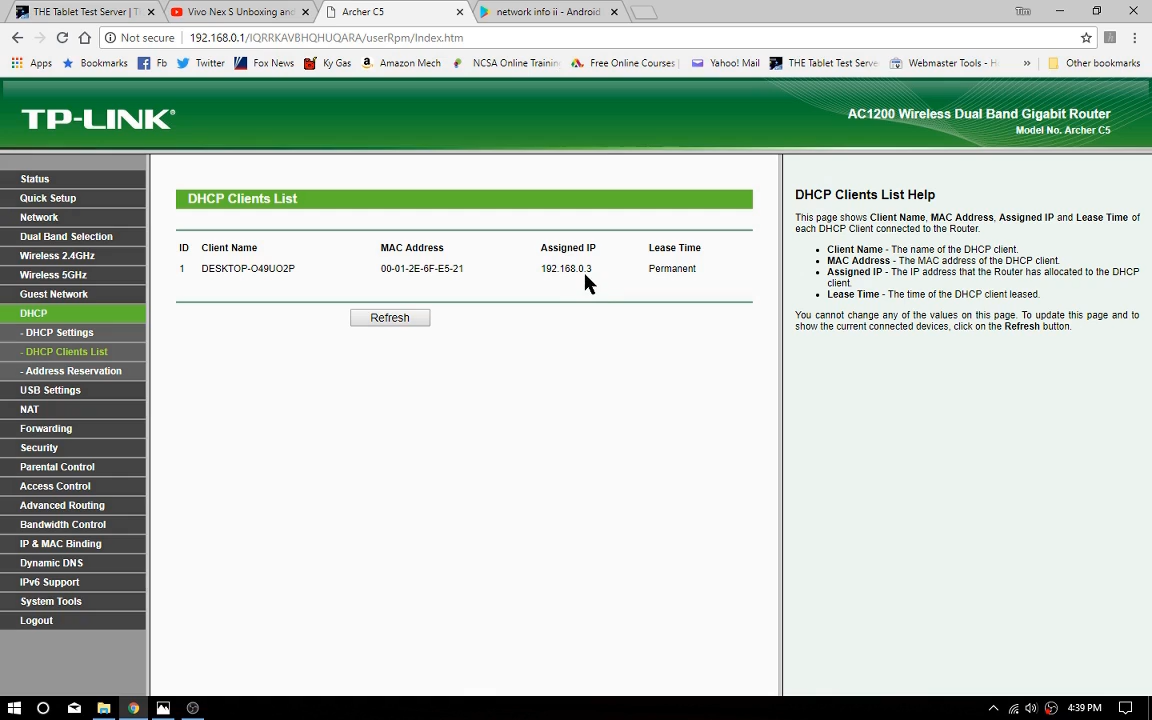 THE Tablet Test Server | T
Vivo Nex S Unboxing and
Archer C5
network info ii - Android
Tim
Not secure
192.168.0.1/IQRRKAVBHQHUQARA/userRpm/Index.htm
Apps
Bookmarks
Fb
Twitter
Fox News
Ky Gas
Amazon Mech
NCSA Online Trainin
Free Online Courses
Yahoo! Mail
THE Tablet Test Serve
Webmaster Tools - H
»
Other bookmarks
TP-LINK®
AC1200 Wireless Dual Band Gigabit Router
Model No. Archer C5
Status
Quick Setup
Network
Dual Band Selection
Wireless 2.4GHz
Wireless 5GHz
Guest Network
DHCP
- DHCP Settings
- DHCP Clients List
- Address Reservation
USB Settings
NAT
Forwarding
Security
Parental Control
Access Control
Advanced Routing
Bandwidth Control
IP & MAC Binding
Dynamic DNS
IPv6 Support
System Tools
Logout
DHCP Clients List
ID Client Name MAC Address Assigned IP Lease Time
1 DESKTOP-O49UO2P 00-01-2E-6F-E5-21 192.168.0.3 Permanent
Refresh
DHCP Clients List Help
This page shows Client Name, MAC Address, Assigned IP and Lease Time of
each DHCP Client connected to the Router.
• Client Name - The name of the DHCP client.
• MAC Address - The MAC address of the DHCP client.
• Assigned IP - The IP address that the Router has allocated to the DHCP
client.
• Lease Time - The time of the DHCP client leased.
You cannot change any of the values on this page. To update this page and to
show the current connected devices, click on the Refresh button.
4:39 PM